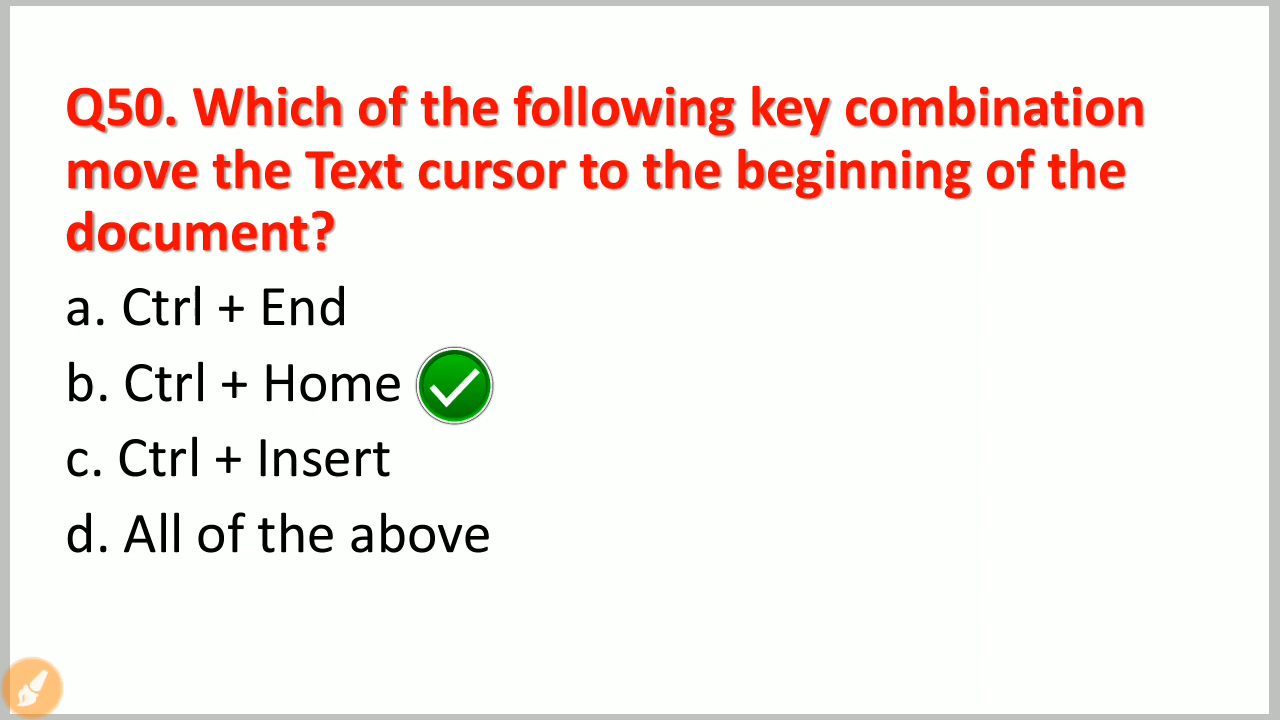 Q50. Which of the following key combination
move the Text cursor to the beginning of the
document?
a. Ctrl + End
b. Ctrl + Home
c. Ctrl + Insert
d. All of the above